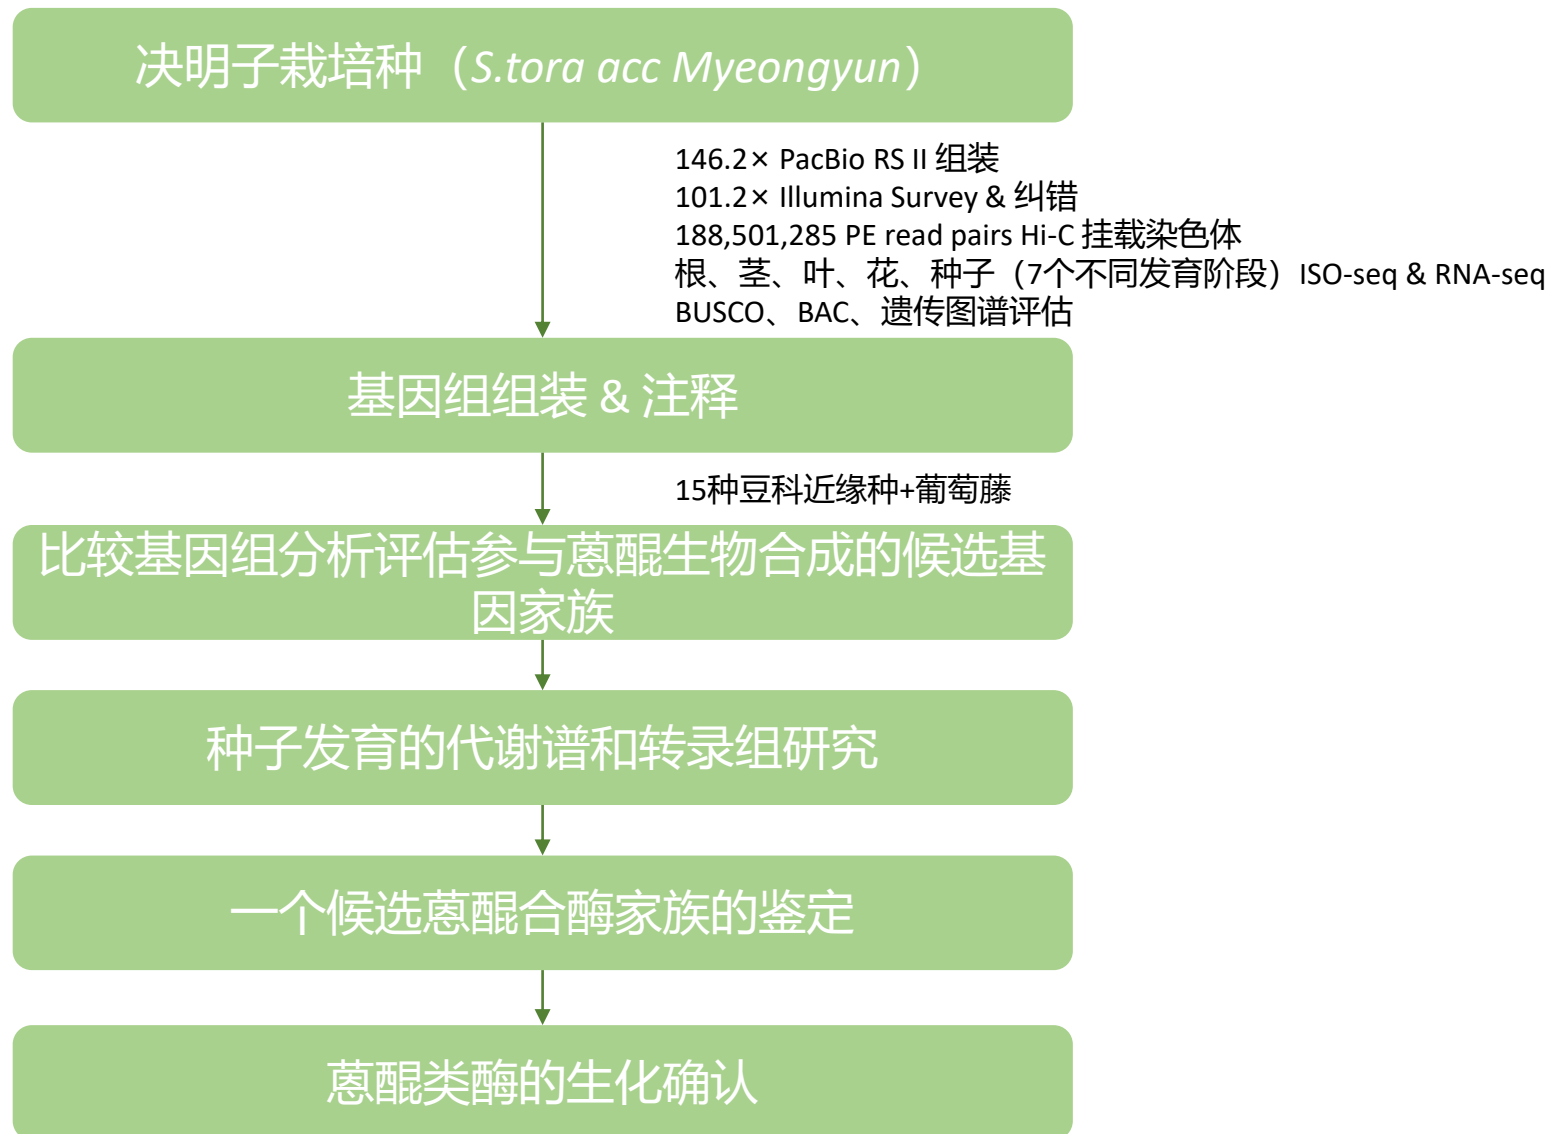 决明子栽培种（S.tora acc Myeongyun）
146.2× PacBio RS II 组装
101.2× Illumina Survey & 纠错
188,501,285 PE read pairs Hi-C 挂载染色体
根、茎、叶、花、种子（7个不同发育阶段）ISO-seq & RNA-seq
BUSCO、BAC、遗传图谱评估
基因组组装 & 注释
15种豆科近缘种+葡萄藤
比较基因组分析评估参与蒽醌生物合成的候选基
因家族
种子发育的代谢谱和转录组研究
一个候选蒽醌合酶家族的鉴定
蒽醌类酶的生化确认